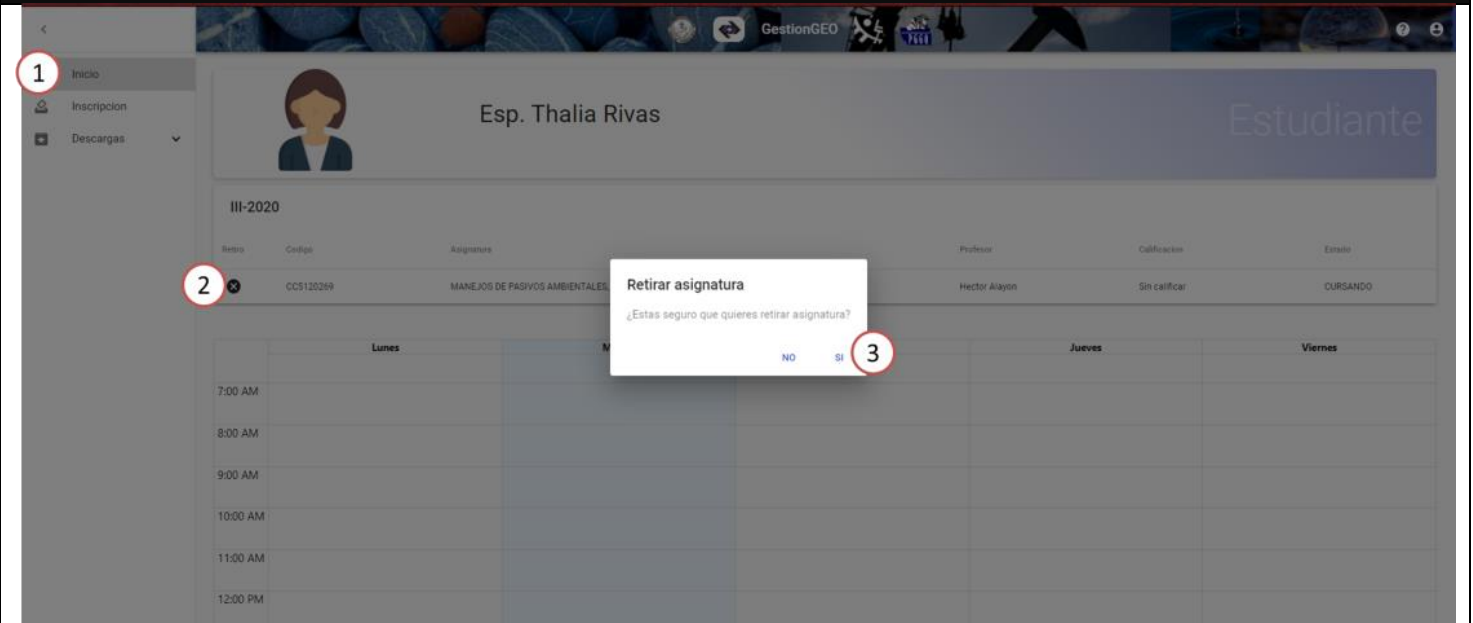 GestionGEO
1
Inicio
Inscripcion
Descargas
Esp. Thalia Rivas
Estudiante
III-2020
Retiro Codigo Asignatura Profesor Calificacion Estado
2 CC5120269 MANEJOS DE PASIVOS AMBIENTALES, Hector Alayon Sin calificar CURSANDO
Retirar asignatura
¿Estas seguro que quieres retirar asignatura?
NO SI 3
Lunes M Jueves Viernes
7:00 AM
8:00 AM
9:00 AM
10:00 AM
11:00 AM
12:00 PM